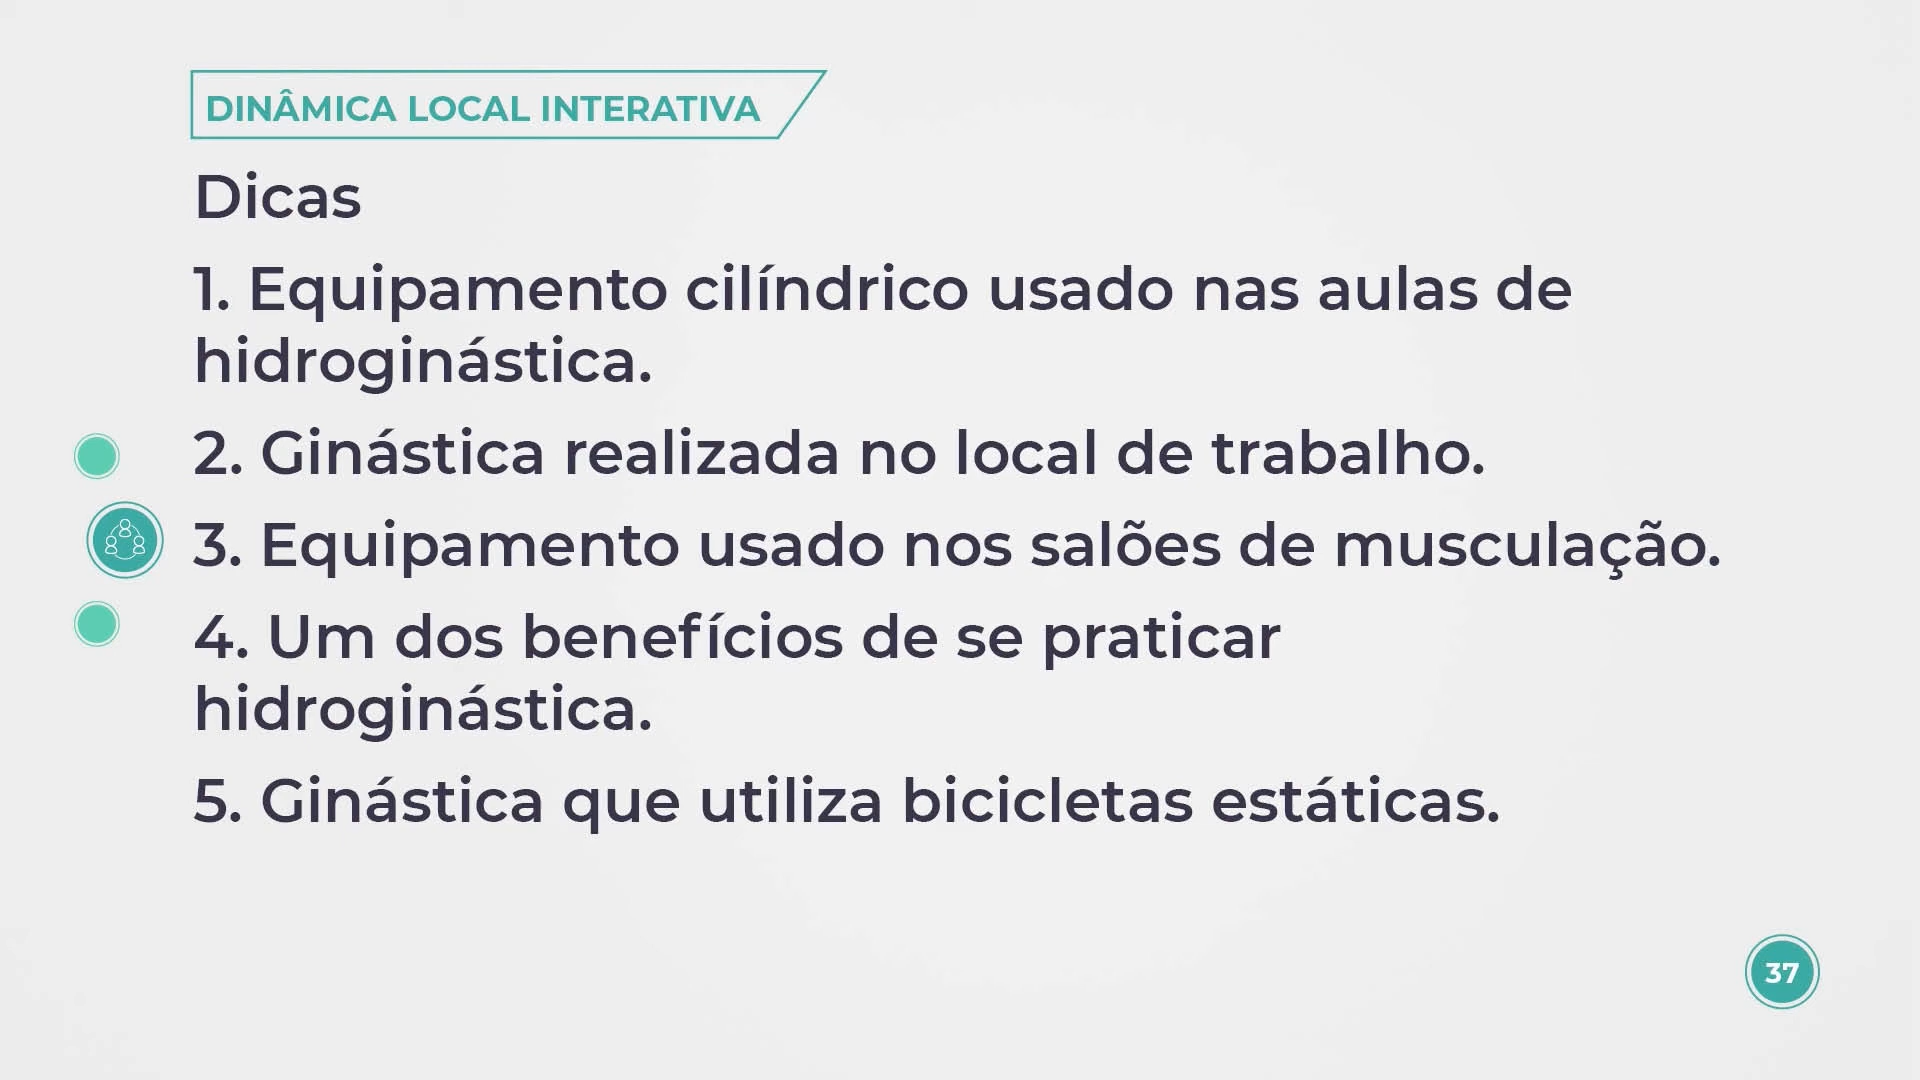 DINÂMICA LOCAL INTERATIVA
Dicas
1. Equipamento cilíndrico usado nas aulas de
hidroginástica.
2. Ginástica realizada no local de trabalho.
3. Equipamento usado nos salões de musculação.
4. Um dos benefícios de se praticar
hidroginástica.
5. Ginástica que utiliza bicicletas estáticas.
37